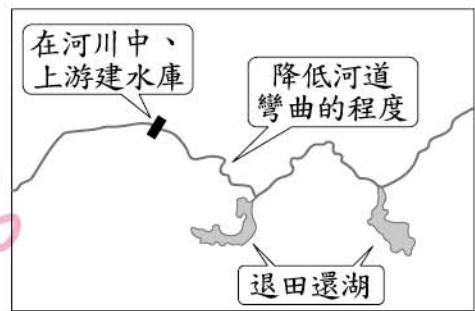 在河川中、
上游建水庫
降低河道
彎曲的程度
退田還湖